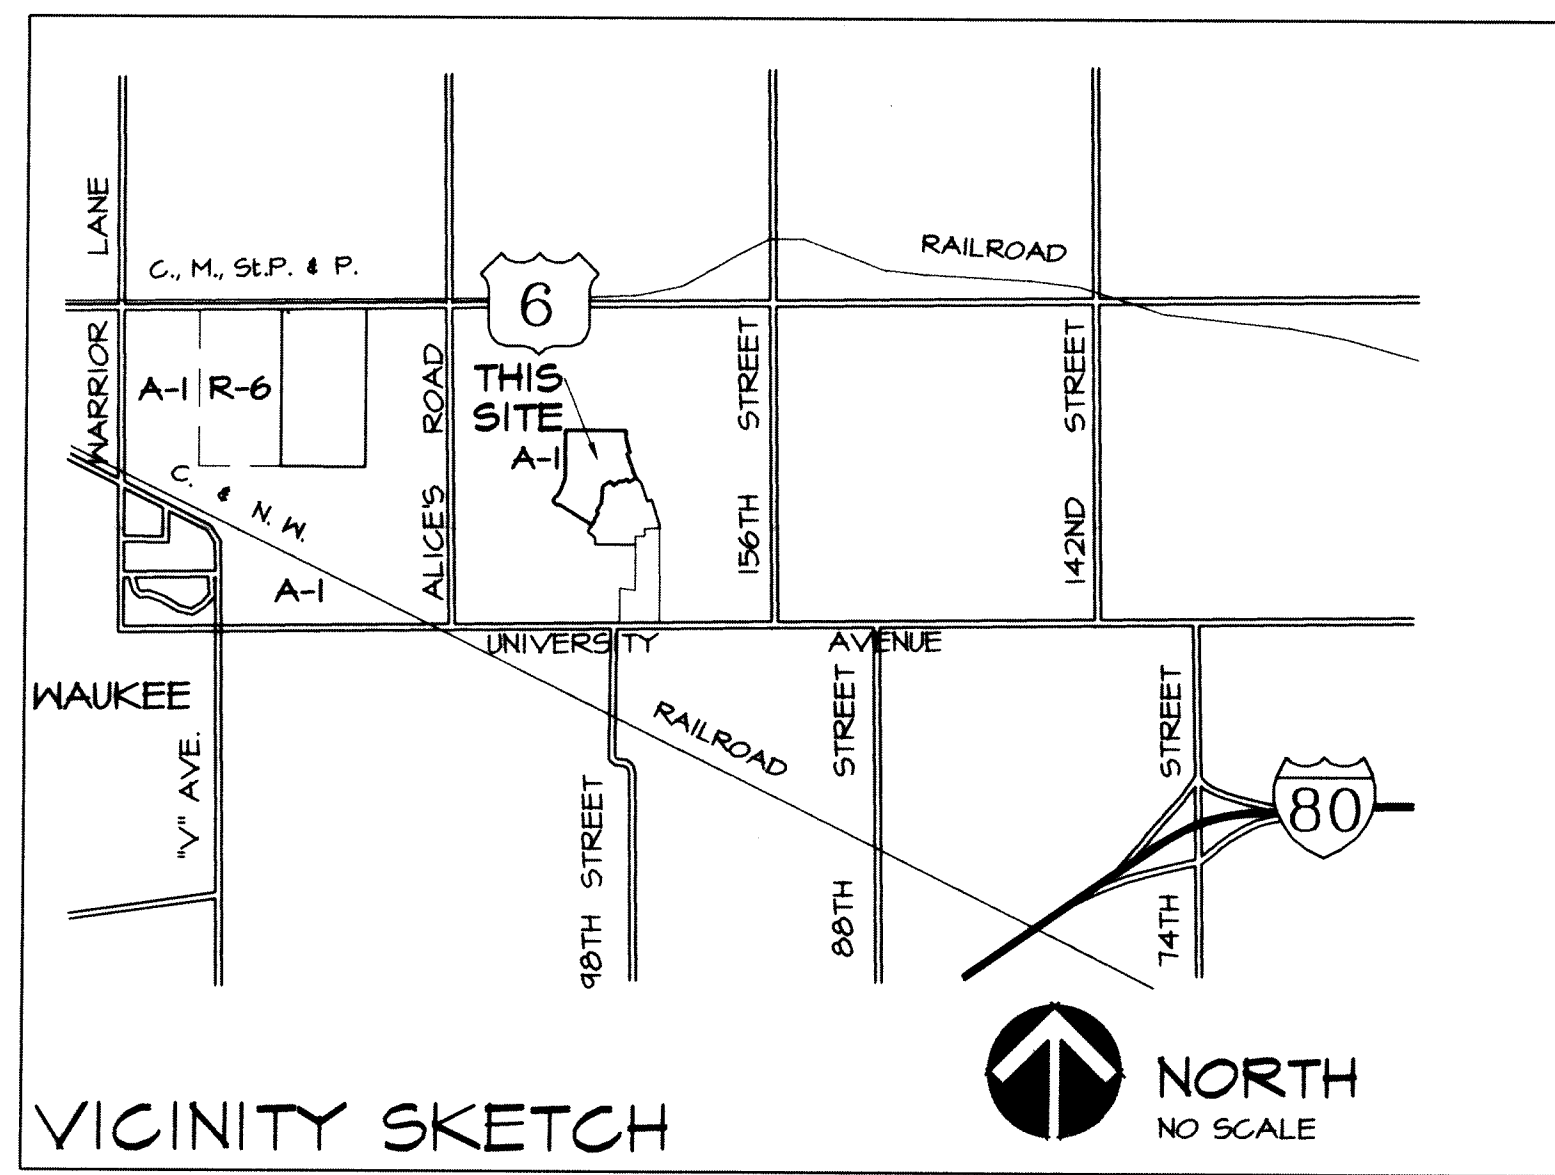 LANE
C., M., St.P. & P.
RAILROAD
6
WARRIOR
A-1
R-6
ROAD
THIS
SITE
A-1
STREET
STREET
C. & N. W.
ALICE'S
156TH
142ND
A-1
UNIVERSITY AVENUE
WAUKEE
"V" AVE.
RAILROAD
STREET
STREET
98TH STREET
80
88TH
74TH
NORTH
NO SCALE
VICINITY SKETCH